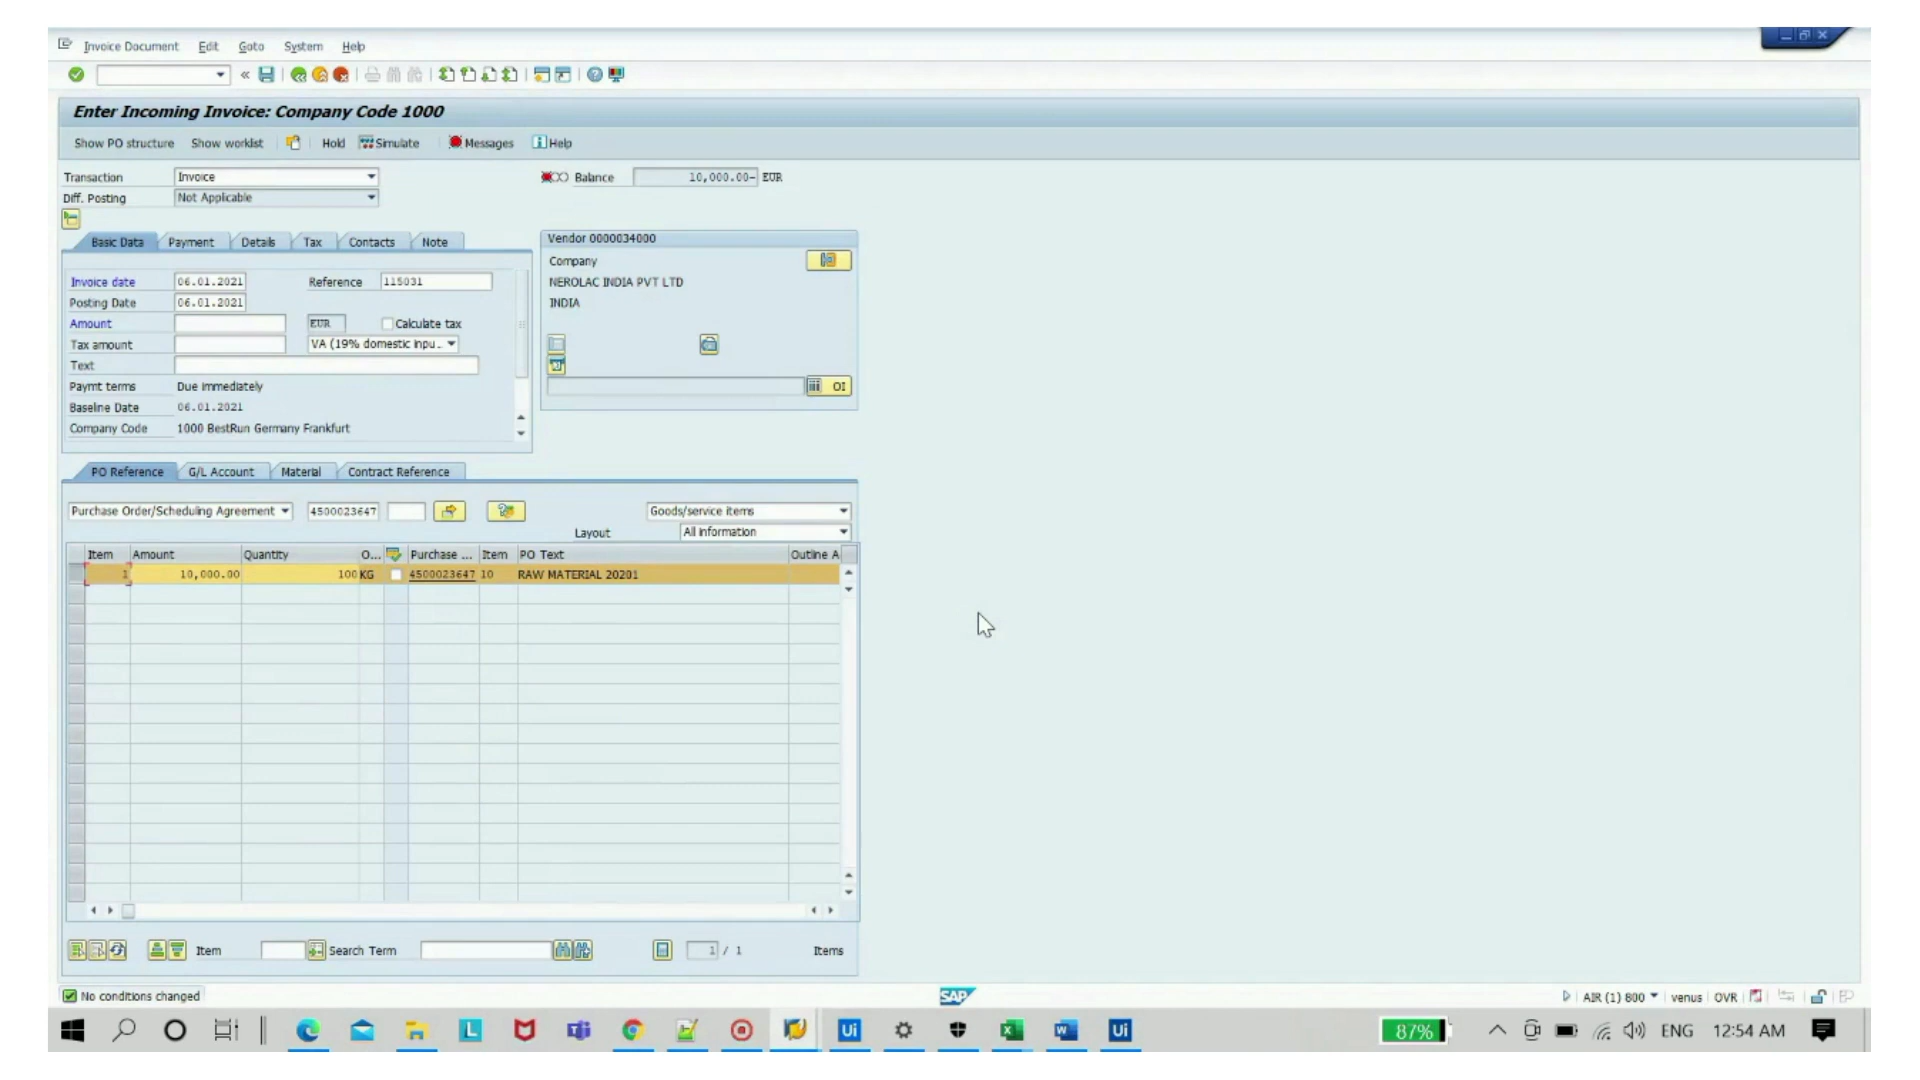 Invoice Document Edit Goto System Help
Enter Incoming Invoice: Company Code 1000
Show PO structure Show worklist Hold Simulate Messages Help
Transaction Invoice Balance 10,000.00- EUR
Diff. Posting Not Applicable
Basic Data Payment Details Tax Contacts Note
Vendor 0000034000
Company
Invoice date 06.01.2021 Reference 115031
NEROLAC INDIA PVT LTD
Posting Date 06.01.2021
INDIA
Amount EUR Calculate tax
Tax amount VA (19% domestic inpu..
Text
Paymt terms Due immediately
OI
Baseline Date 06.01.2021
Company Code 1000 BestRun Germany Frankfurt
PO Reference G/L Account Material Contract Reference
Purchase Order/Scheduling Agreement 4500023647 Goods/service items
Layout All information
Item Amount Quantity O... Purchase ... Item PO Text Outline A
1 10,000.00 100 KG 4500023647 10 RAW MATERIAL 20201
Item Search Term 1 / 1 Items
No conditions changed SAP AIR (1) 800 venus OVR
L Ui Ui 87% ENG 12:54 AM